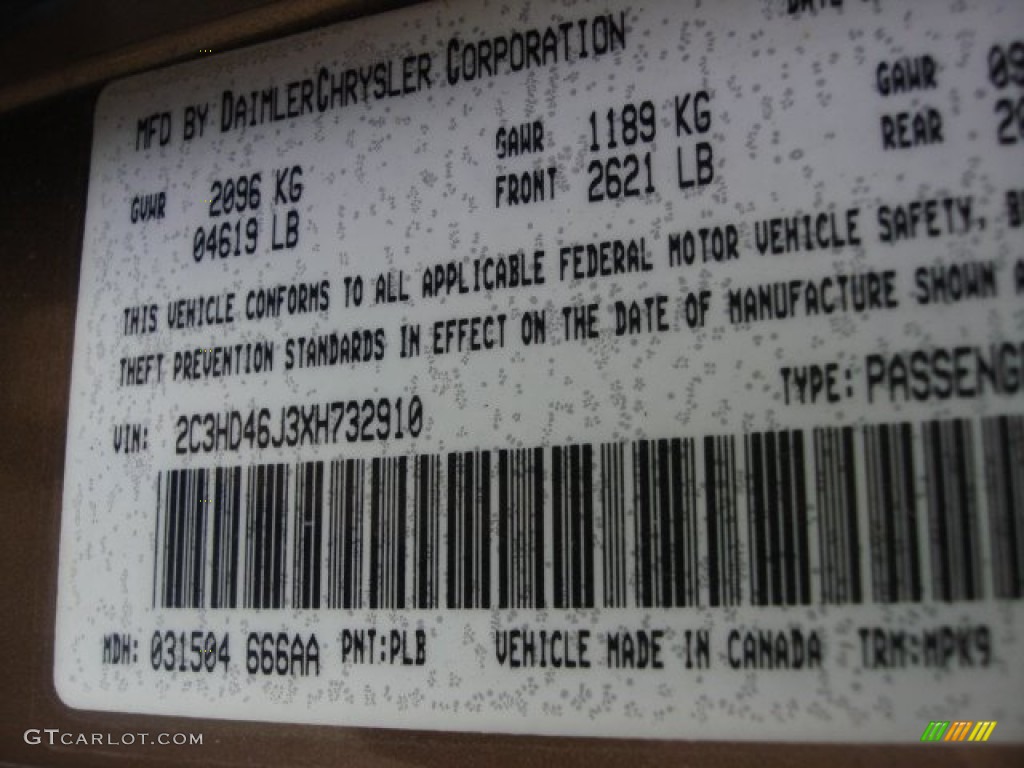 MFD BY DAIMLERCHRYSLER CORPORATION
GVWR 2096 KG GAWR 1189 KG GAWR
04619 LB FRONT 2621 LB REAR
THIS VEHICLE CONFORMS TO ALL APPLICABLE FEDERAL MOTOR VEHICLE SAFETY,
THEFT PREVENTION STANDARDS IN EFFECT ON THE DATE OF MANUFACTURE SHOWN
VIN: 2C3HD46J3XH732910 TYPE: PASSENG
MDH: 031504 666AA PNT:PLB VEHICLE MADE IN CANADA TRM:MPK9
GTCARLOT.COM